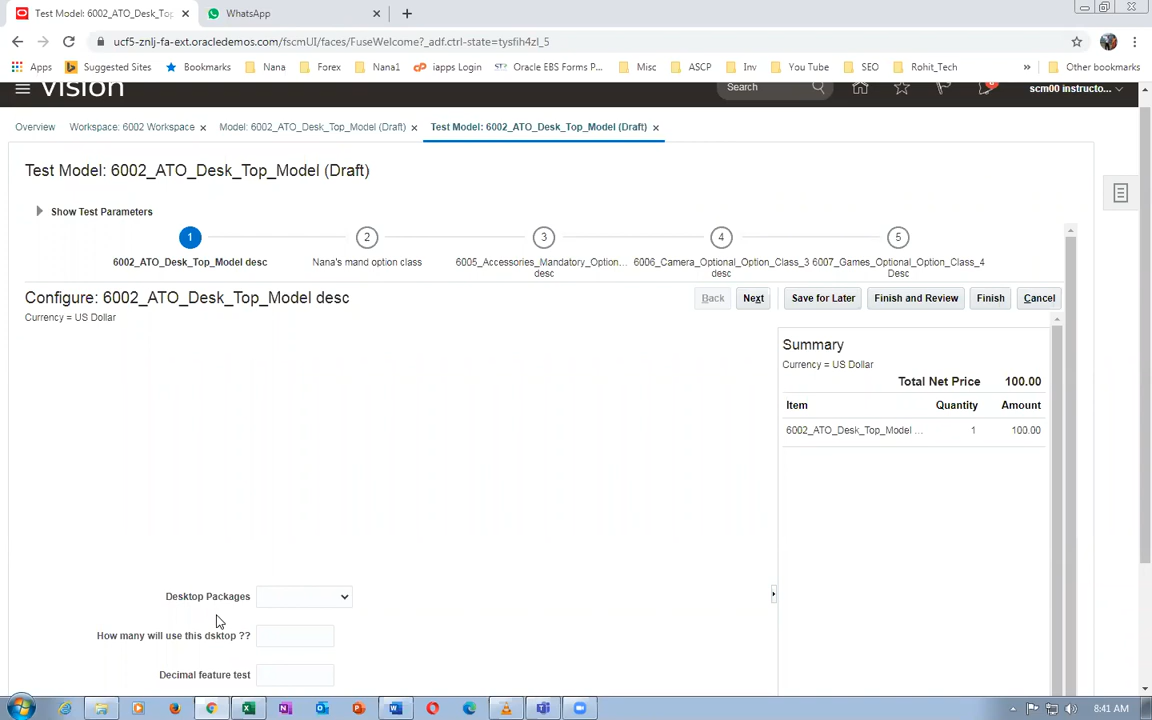 Test Model: 6002_ATO_Desk_Top_
WhatsApp
ucf5-znlj-fa-ext.oracledemos.com/fscmUI/faces/FuseWelcome?_adf.ctrl-state=tysfih4zl_5
Apps Suggested Sites Bookmarks Nana Forex Nana1 iapps Login Oracle EBS Forms P... Misc ASCP Inv You Tube SEO Rohit_Tech » Other bookmarks
Vision Search scm00 instructo...
Overview Workspace: 6002 Workspace Model: 6002_ATO_Desk_Top_Model (Draft) Test Model: 6002_ATO_Desk_Top_Model (Draft)
Test Model: 6002_ATO_Desk_Top_Model (Draft)
Show Test Parameters
1 2 3 4 5
6002_ATO_Desk_Top_Model desc Nana's mand option class 6005_Accessories_Mandatory_Option... desc 6006_Camera_Optional_Option_Class_3 desc 6007_Games_Optional_Option_Class_4 Desc
Configure: 6002_ATO_Desk_Top_Model desc Back Next Save for Later Finish and Review Finish Cancel
Currency = US Dollar
Summary
Currency = US Dollar
Total Net Price 100.00
Item Quantity Amount
6002_ATO_Desk_Top_Model ... 1 100.00
Desktop Packages
How many will use this dsktop ??
Decimal feature test
8:41 AM